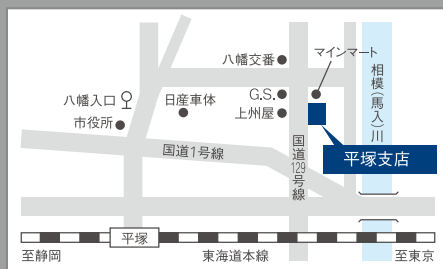 八幡交番
マインマート
八幡入口
日産車体
G.S.
上州屋
市役所
相模(馬入)川
国道1号線
国道129号線
平塚支店
平塚
至静岡
東海道本線
至東京